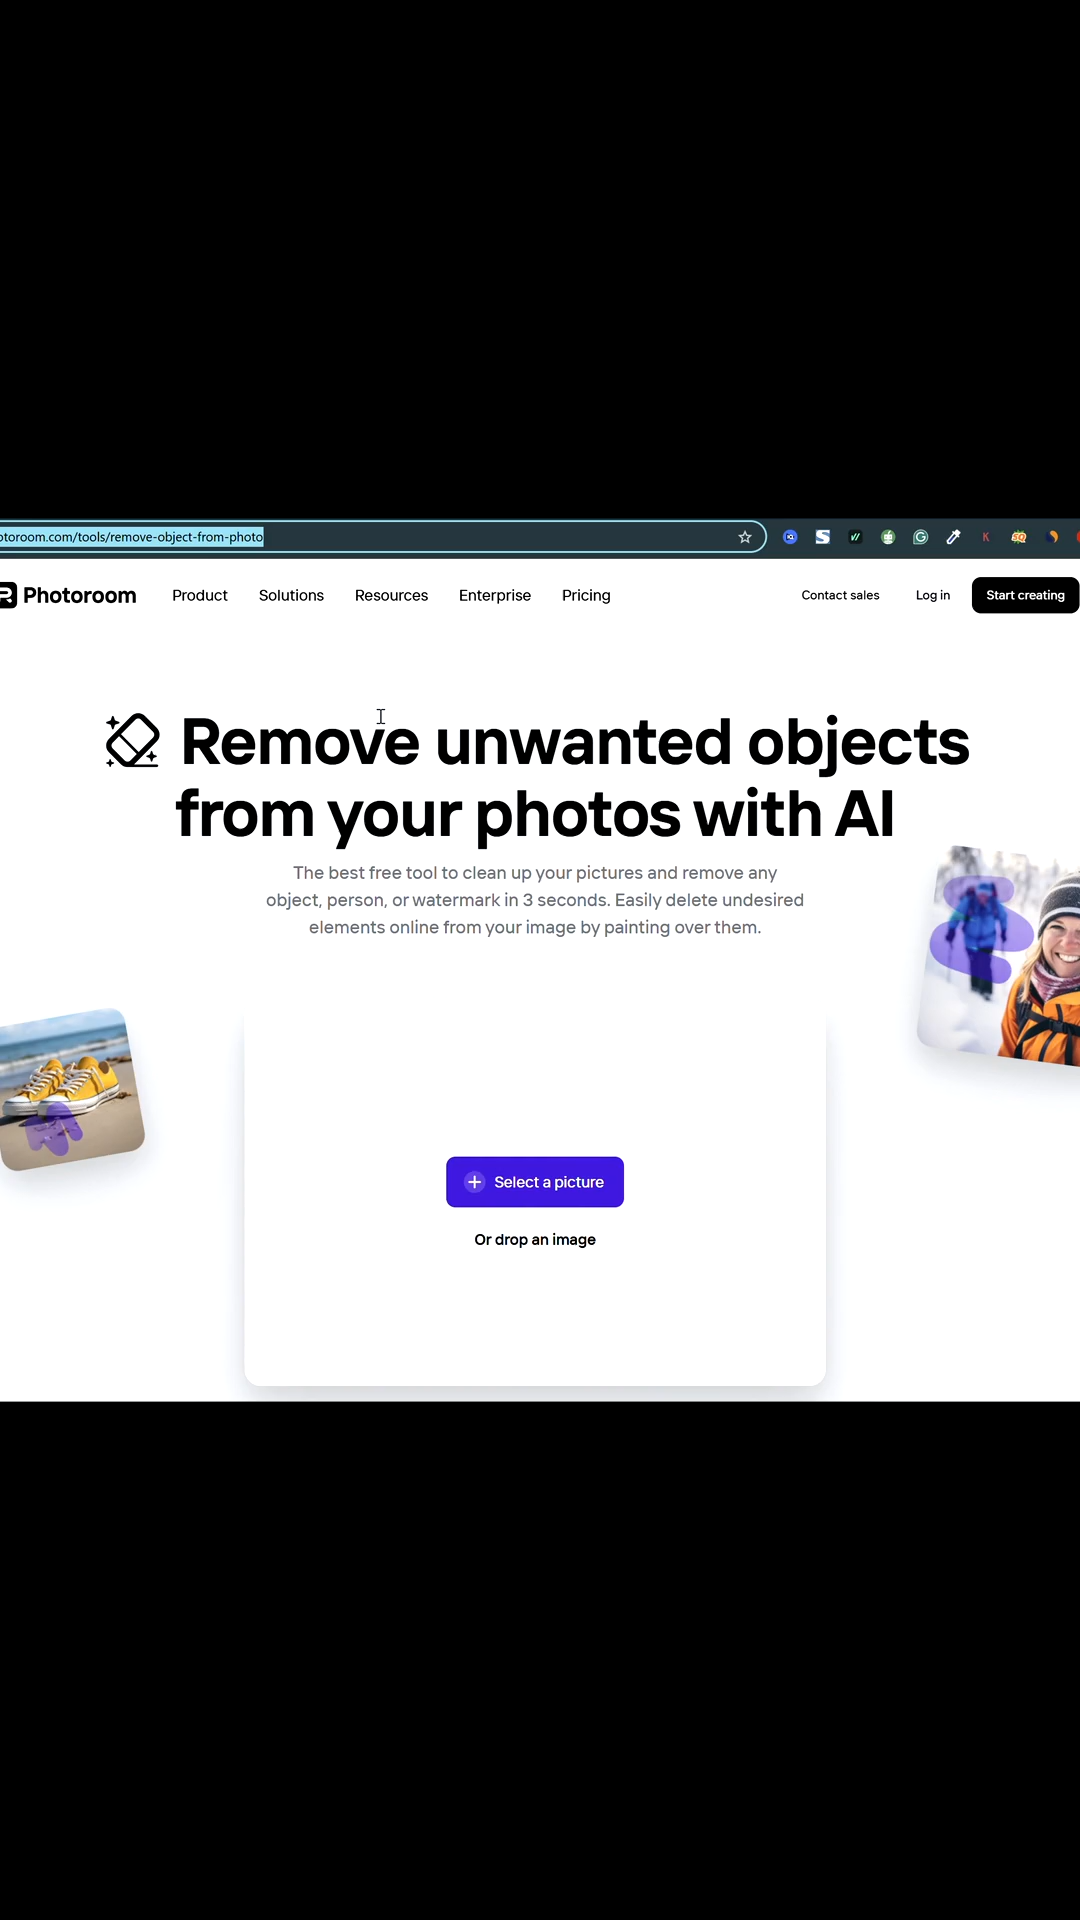 otoroom.com/tools/remove-object-from-photo
Photoroom Product Solutions Resources Enterprise Pricing Contact sales Log in Start creating
Remove unwanted objects
from your photos with AI
The best free tool to clean up your pictures and remove any
object, person, or watermark in 3 seconds. Easily delete undesired
elements online from your image by painting over them.
Select a picture
Or drop an image